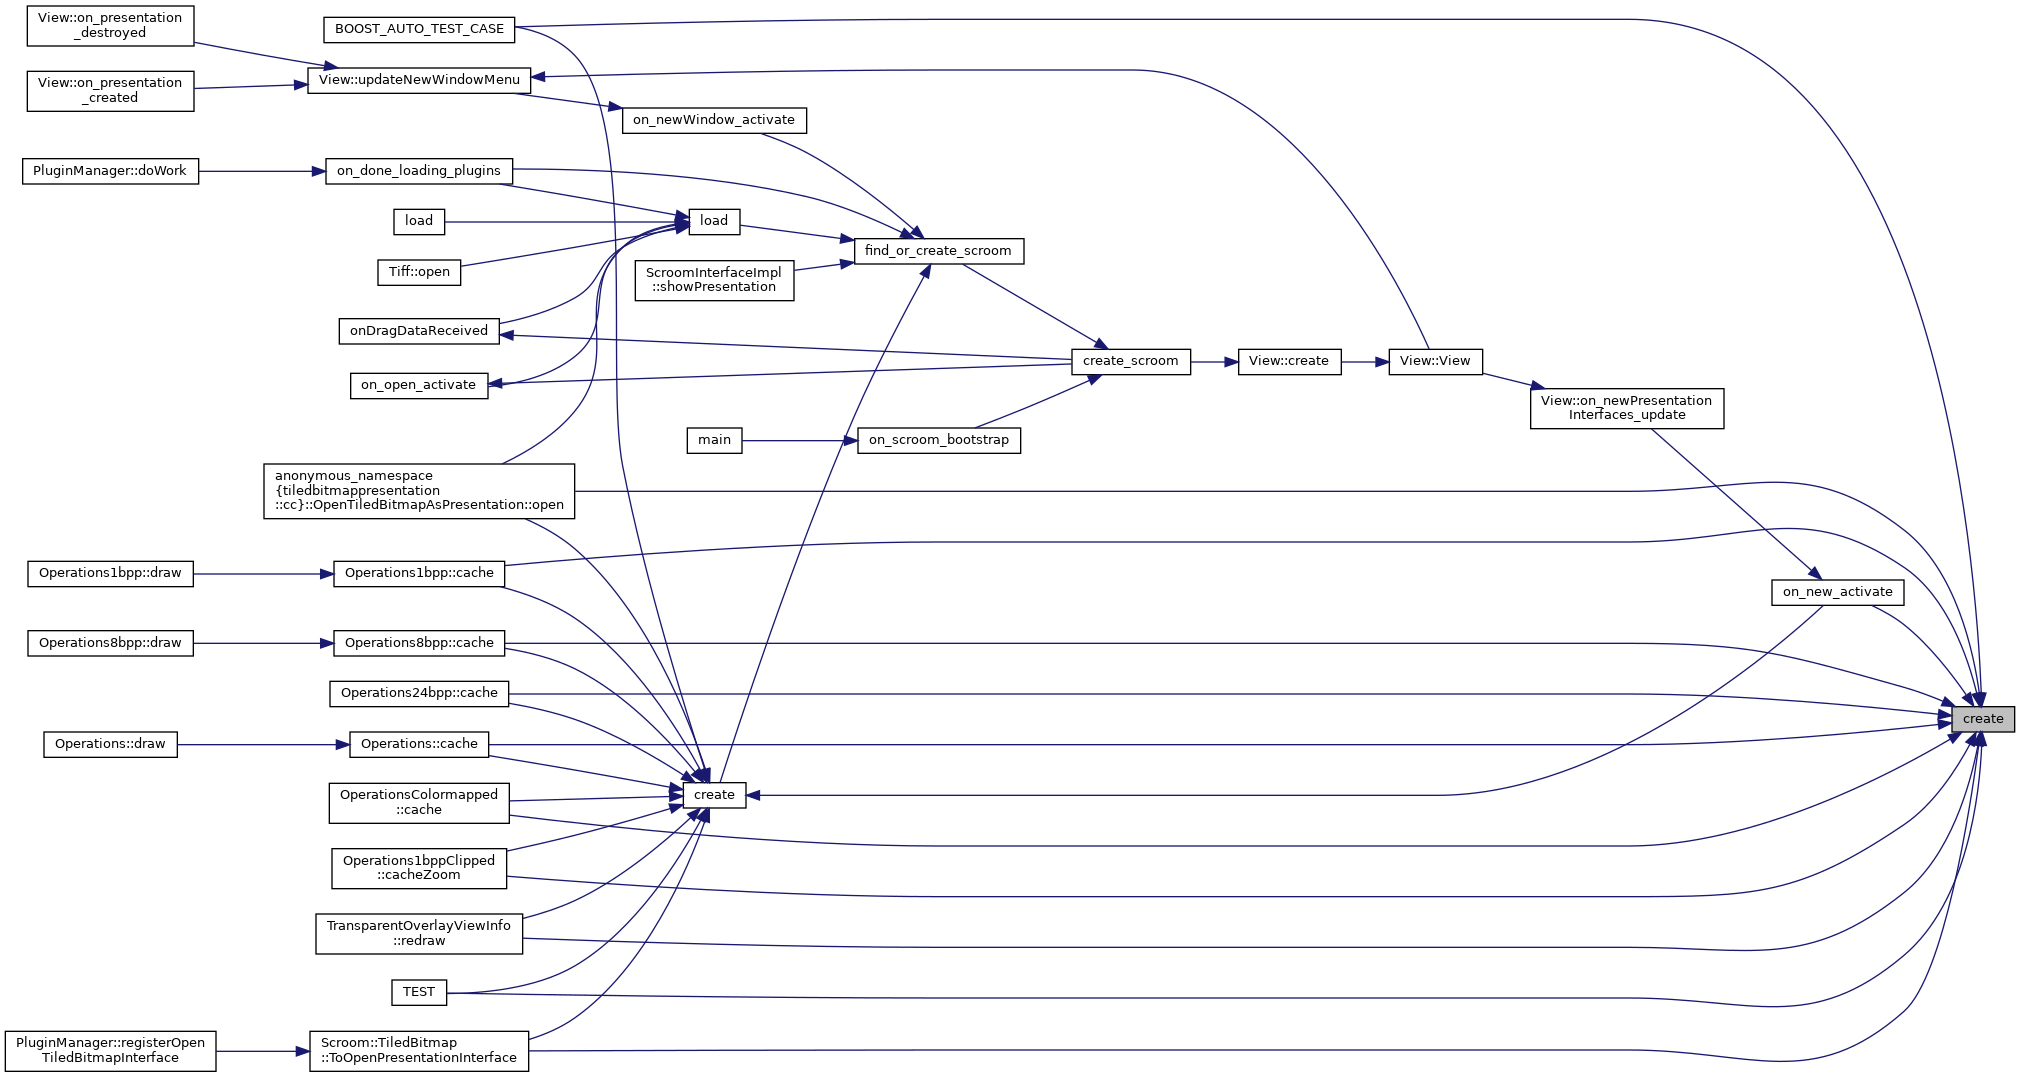 View::on_presentation
_destroyed
BOOST_AUTO_TEST_CASE
View::updateNewWindowMenu
View::on_presentation
_created
on_newWindow_activate
PluginManager::doWork
on_done_loading_plugins
load
load
find_or_create_scroom
Tiff::open
ScroomInterfaceImpl
::showPresentation
onDragDataReceived
create_scroom
View::create
View::View
on_open_activate
View::on_newPresentation
Interfaces_update
main
on_scroom_bootstrap
anonymous_namespace
{tiledbitmappresentation
::cc}::OpenTiledBitmapAsPresentation::open
Operations1bpp::draw
Operations1bpp::cache
on_new_activate
Operations8bpp::draw
Operations8bpp::cache
Operations24bpp::cache
create
Operations::draw
Operations::cache
OperationsColormapped
::cache
create
Operations1bppClipped
::cacheZoom
TransparentOverlayViewInfo
::redraw
TEST
PluginManager::registerOpen
TiledBitmapInterface
Scroom::TiledBitmap
::ToOpenPresentationInterface